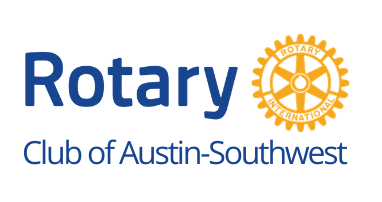 Rotary
ROTARY
INTERNATIONAL
Club of Austin-Southwest